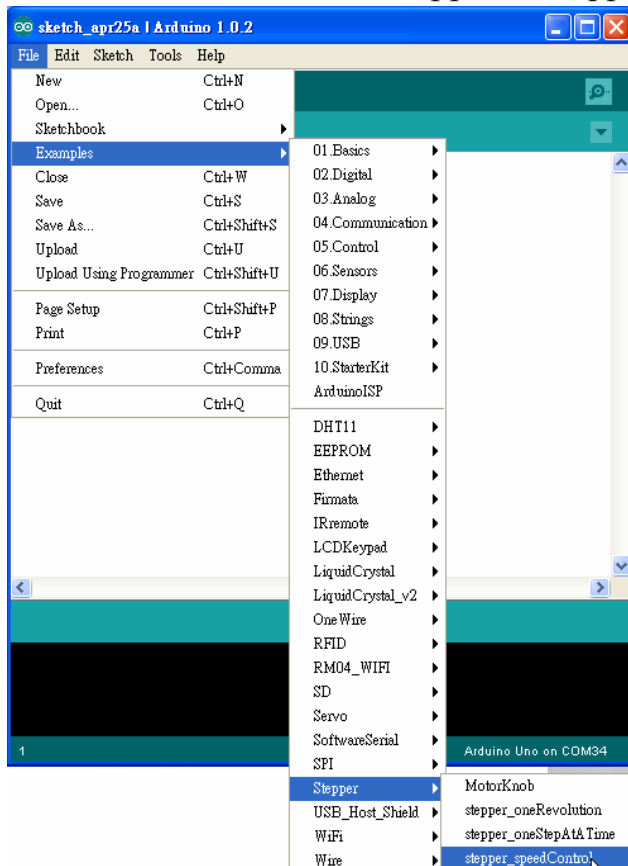 sketch_apr25a | Arduino 1.0.2
File Edit Sketch Tools Help
New Ctrl+N
Open... Ctrl+O
Sketchbook
Examples
Close Ctrl+W
Save Ctrl+S
Save As... Ctrl+Shift+S
Upload Ctrl+U
Upload Using Programmer Ctrl+Shift+U
Page Setup Ctrl+Shift+P
Print Ctrl+P
Preferences Ctrl+Comma
Quit Ctrl+Q
01.Basics
02.Digital
03.Analog
04.Communication
05.Control
06.Sensors
07.Display
08.Strings
09.USB
10.StarterKit
ArduinoISP
DHT11
EEPROM
Ethernet
Firmata
IRremote
LCDKeypad
LiquidCrystal
LiquidCrystal_v2
OneWire
RFID
RM04_WIFI
SD
Servo
SoftwareSerial
SPI
Stepper
USB_Host_Shield
WiFi
Wire
MotorKnob
stepper_oneRevolution
stepper_oneStepAtATime
stepper_speedControl
1 Arduino Uno on COM34